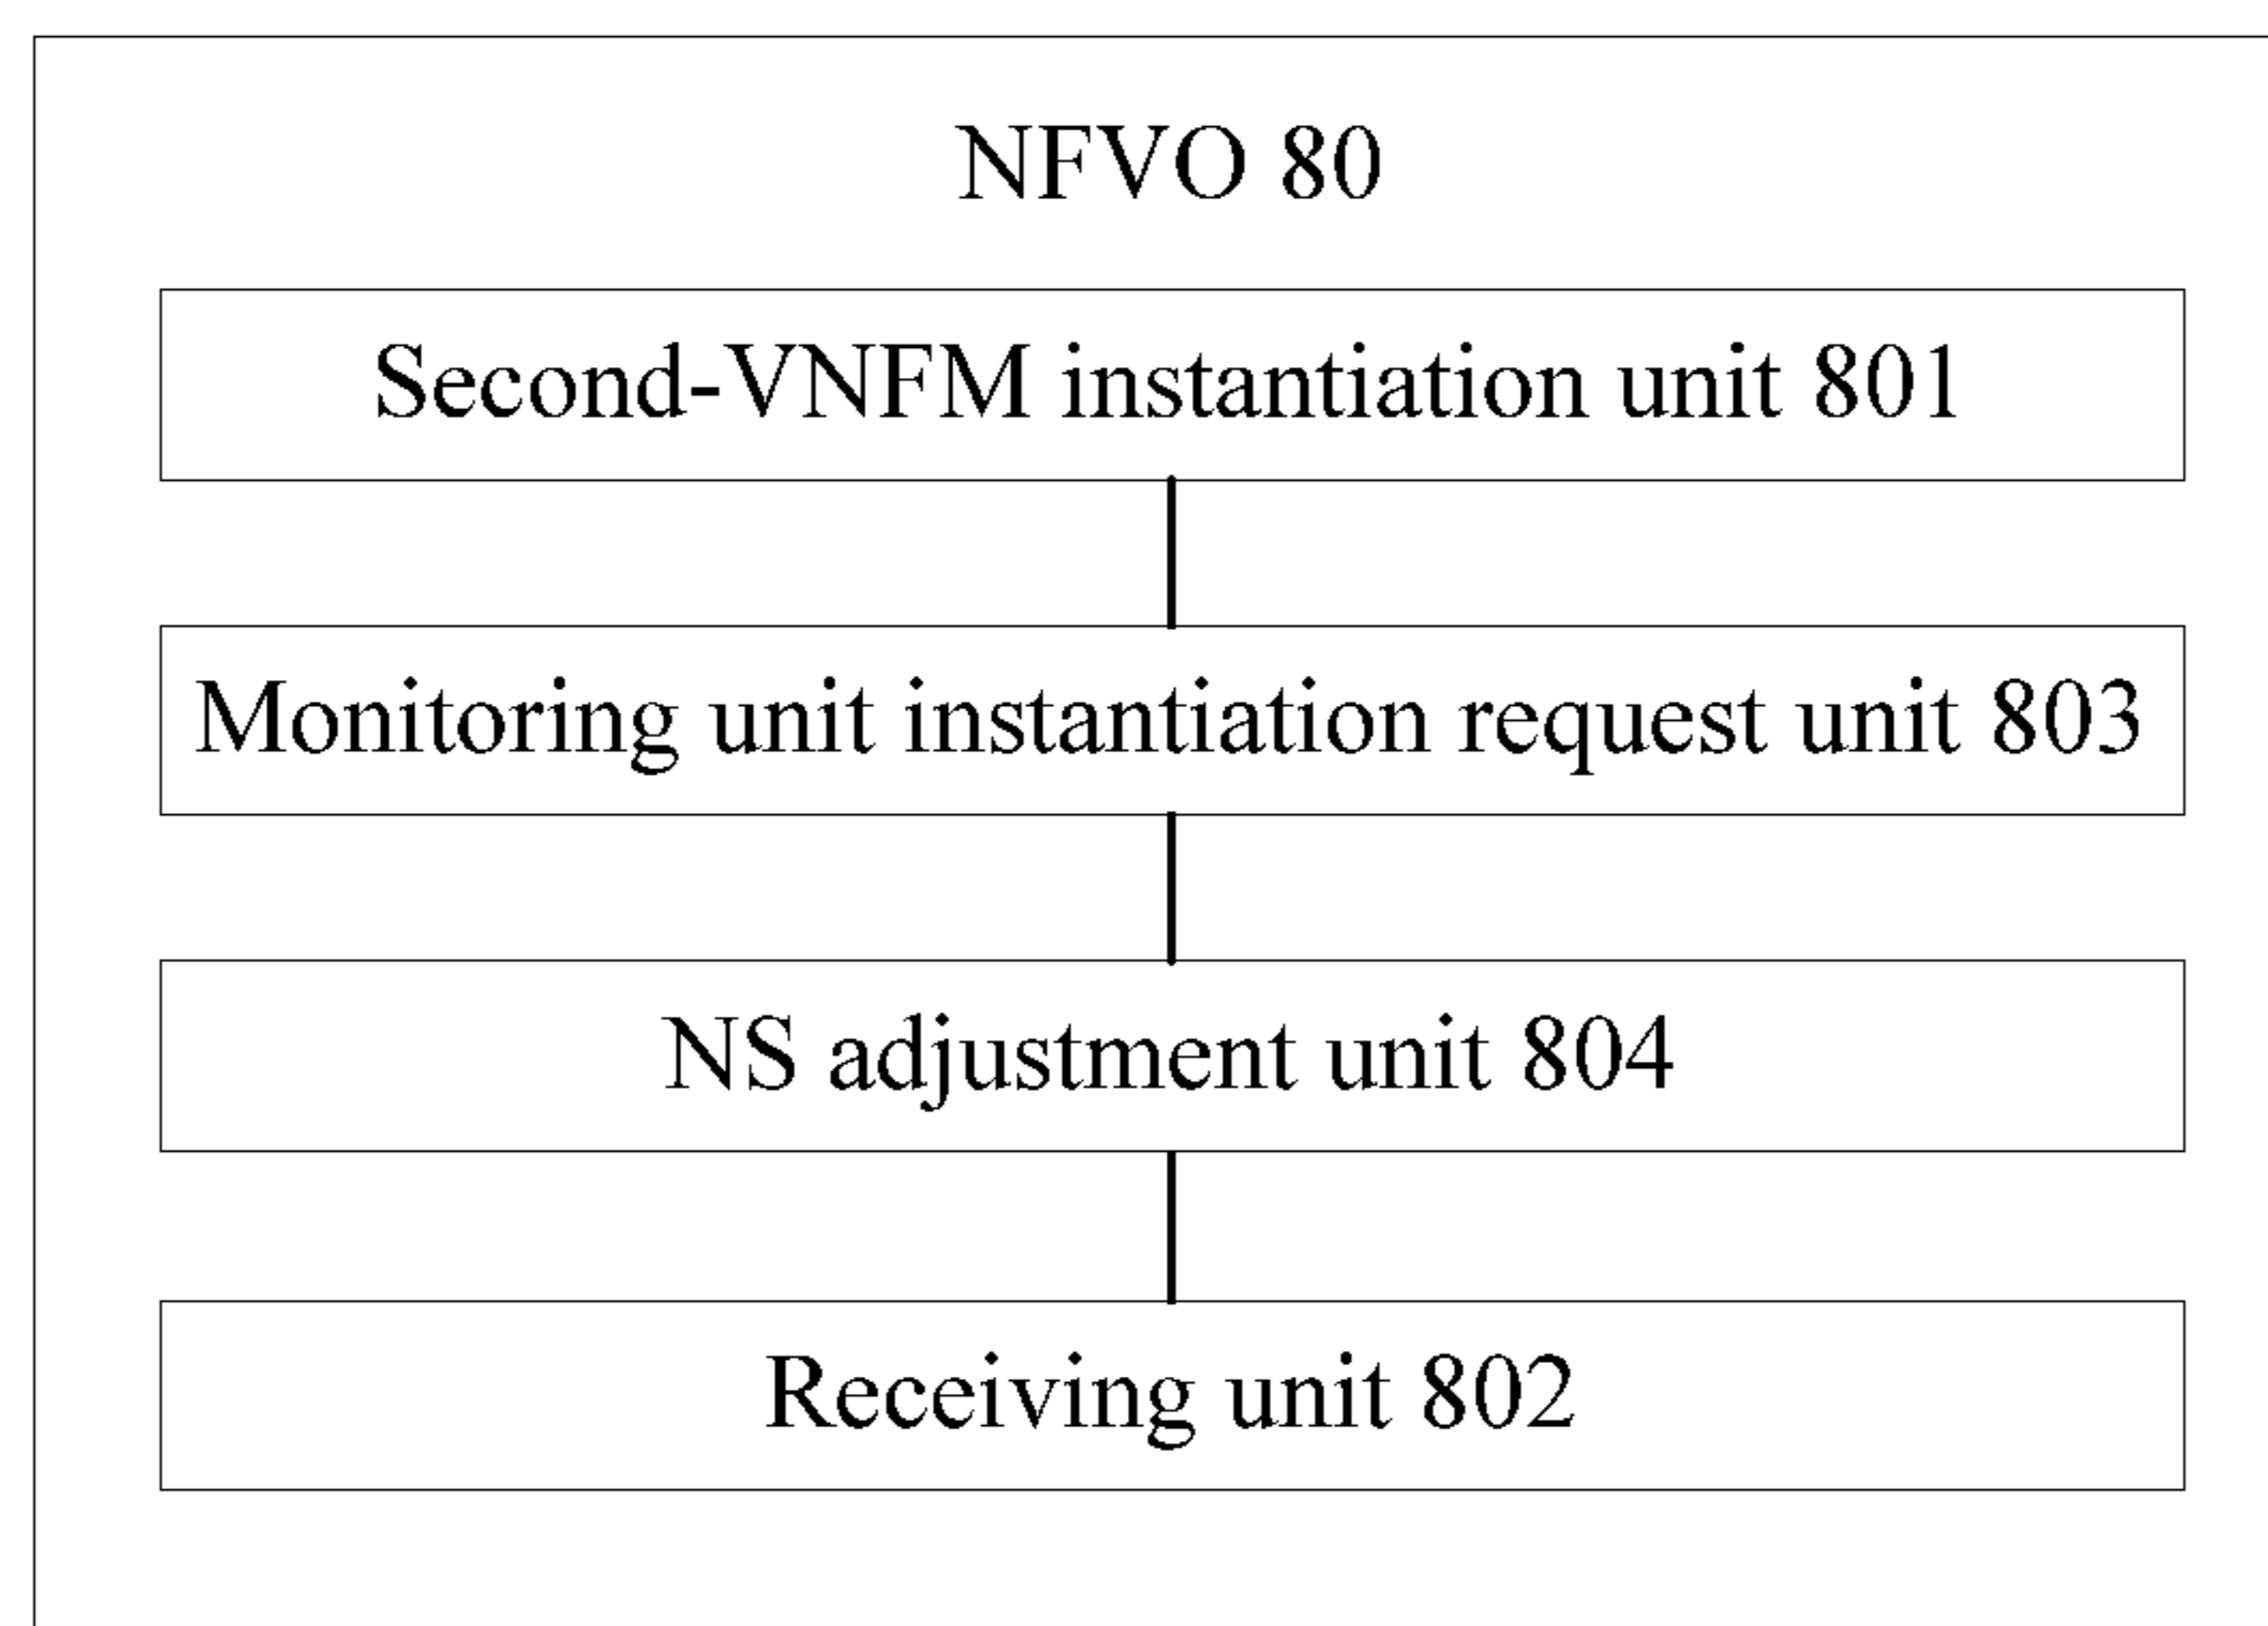 NFVO 80
Second-VNFM instantiation unit 801
Monitoring unit instantiation request unit 803
NS adjustment unit 804
Receiving unit 802